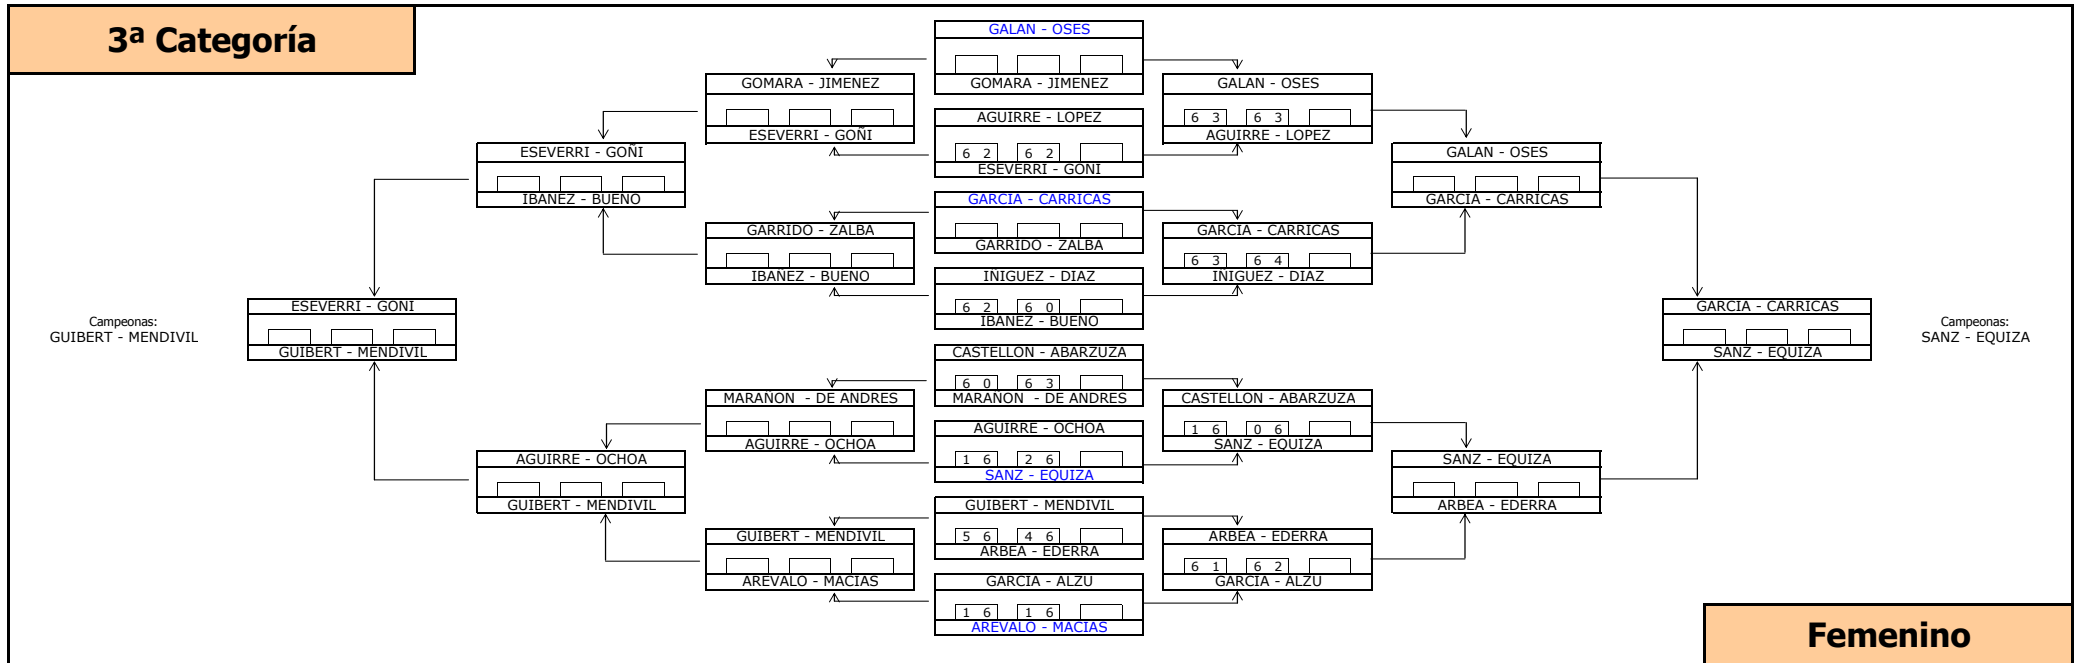 3ª Categoría
GALAN - OSES
GOMARA - JIMENEZ
GOMARA - JIMENEZ
ESEVERRI - GOÑI
AGUIRRE - LOPEZ
6 2 6 2
ESEVERRI - GOÑI
GALAN - OSES
6 3 6 3
AGUIRRE - LOPEZ
ESEVERRI - GOÑI
IBAÑEZ - BUENO
GALAN - OSES
GARCIA - CARRICAS
GARCIA - CARRICAS
GARRIDO - ZALBA
GARRIDO - ZALBA
IBAÑEZ - BUENO
IÑIGUEZ - DIAZ
6 2 6 0
IBAÑEZ - BUENO
GARCIA - CARRICAS
6 3 6 4
IÑIGUEZ - DIAZ
Campeonas:
GUIBERT - MENDIVIL
ESEVERRI - GOÑI
GUIBERT - MENDIVIL
GARCIA - CARRICAS
SANZ - EQUIZA
Campeonas:
SANZ - EQUIZA
CASTELLON - ABARZUZA
6 0 6 3
MARAÑON - DE ANDRES
MARAÑON - DE ANDRES
AGUIRRE - OCHOA
AGUIRRE - OCHOA
1 6 2 6
SANZ - EQUIZA
CASTELLON - ABARZUZA
1 6 0 6
SANZ - EQUIZA
AGUIRRE - OCHOA
GUIBERT - MENDIVIL
SANZ - EQUIZA
ARBEA - EDERRA
GUIBERT - MENDIVIL
5 6 4 6
ARBEA - EDERRA
GUIBERT - MENDIVIL
AREVALO - MACIAS
GARCIA - ALZU
1 6 1 6
AREVALO - MACIAS
ARBEA - EDERRA
6 1 6 2
GARCIA - ALZU
Femenino